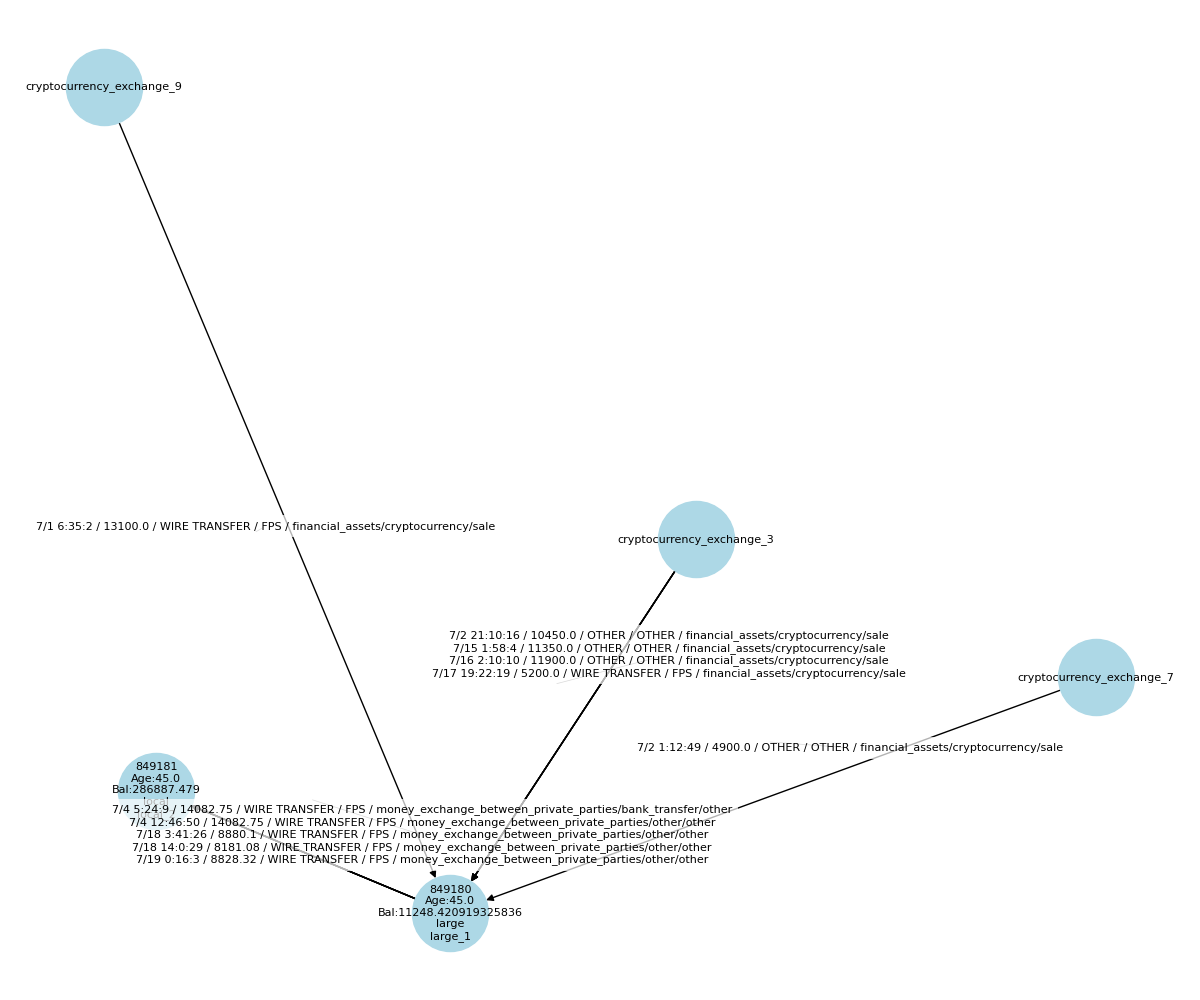 cryptocurrency_exchange_9
7/1 6:35:2 / 13100.0 / WIRE TRANSFER / FPS / financial_assets/cryptocurrency/sale
cryptocurrency_exchange_3
7/2 21:10:16 / 10450.0 / OTHER / OTHER / financial_assets/cryptocurrency/sale
7/15 1:58:4 / 11350.0 / OTHER / OTHER / financial_assets/cryptocurrency/sale
7/16 2:10:10 / 11900.0 / OTHER / OTHER / financial_assets/cryptocurrency/sale
7/17 19:22:19 / 5200.0 / WIRE TRANSFER / FPS / financial_assets/cryptocurrency/sale
cryptocurrency_exchange_7
7/2 1:12:49 / 4900.0 / OTHER / OTHER / financial_assets/cryptocurrency/sale
849181
Age:45.0
Bal:286887.479
local
7/4 5:24:9 / 14082.75 / WIRE TRANSFER / FPS / money_exchange_between_private_parties/bank_transfer/other
7/4 12:46:50 / 14082.75 / WIRE TRANSFER / FPS / money_exchange_between_private_parties/other/other
7/18 3:41:26 / 8880.1 / WIRE TRANSFER / FPS / money_exchange_between_private_parties/other/other
7/18 14:0:29 / 8181.08 / WIRE TRANSFER / FPS / money_exchange_between_private_parties/other/other
7/19 0:16:3 / 8828.32 / WIRE TRANSFER / FPS / money_exchange_between_private_parties/other/other
849180
Age:45.0
Bal:11248.420919325836
large
large_1